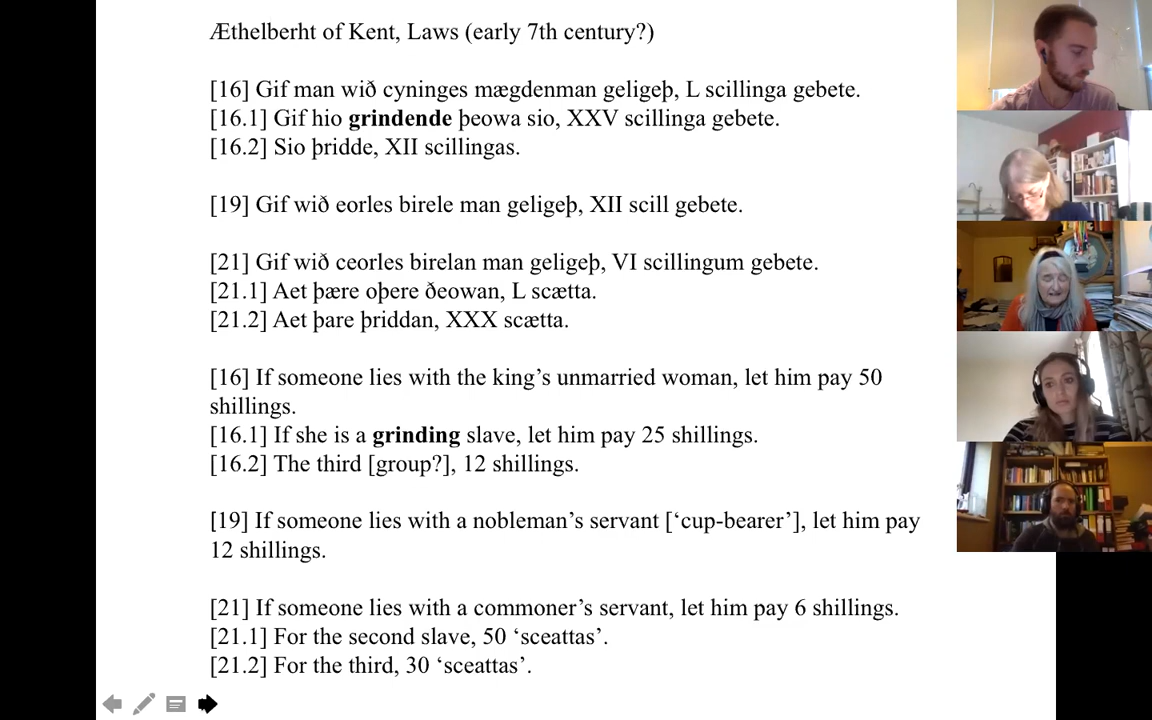 Æthelberht of Kent, Laws (early 7th century?)
[16] Gif man wið cyninges mægdenman geligeþ, L scillinga gebete.
[16.1] Gif hio grindende þeowa sio, XXV scillinga gebete.
[16.2] Sio þridde, XII scillingas.
[19] Gif wið eorles birele man geligeþ, XII scill gebete.
[21] Gif wið ceorles birelan man geligeþ, VI scillingum gebete.
[21.1] Aet þære oþere ðeowan, L scætta.
[21.2] Aet þare þriddan, XXX scætta.
[16] If someone lies with the king’s unmarried woman, let him pay 50
shillings.
[16.1] If she is a grinding slave, let him pay 25 shillings.
[16.2] The third [group?], 12 shillings.
[19] If someone lies with a nobleman’s servant [‘cup-bearer’], let him pay
12 shillings.
[21] If someone lies with a commoner’s servant, let him pay 6 shillings.
[21.1] For the second slave, 50 ‘sceattas’.
[21.2] For the third, 30 ‘sceattas’.